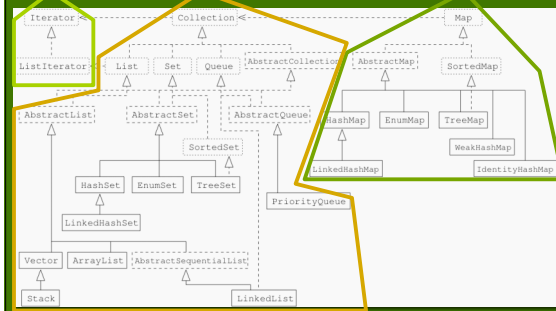 Iterator
Collection
Map
ListIterator
List
Set
Queue
AbstractCollection
AbstractMap
SortedMap
AbstractList
AbstractSet
AbstractQueue
HashMap
EnumMap
TreeMap
SortedSet
WeakHashMap
LinkedHashMap
IdentityHashMap
HashSet
EnumSet
TreeSet
PriorityQueue
LinkedHashSet
Vector
ArrayList
AbstractSequentialList
Stack
LinkedList